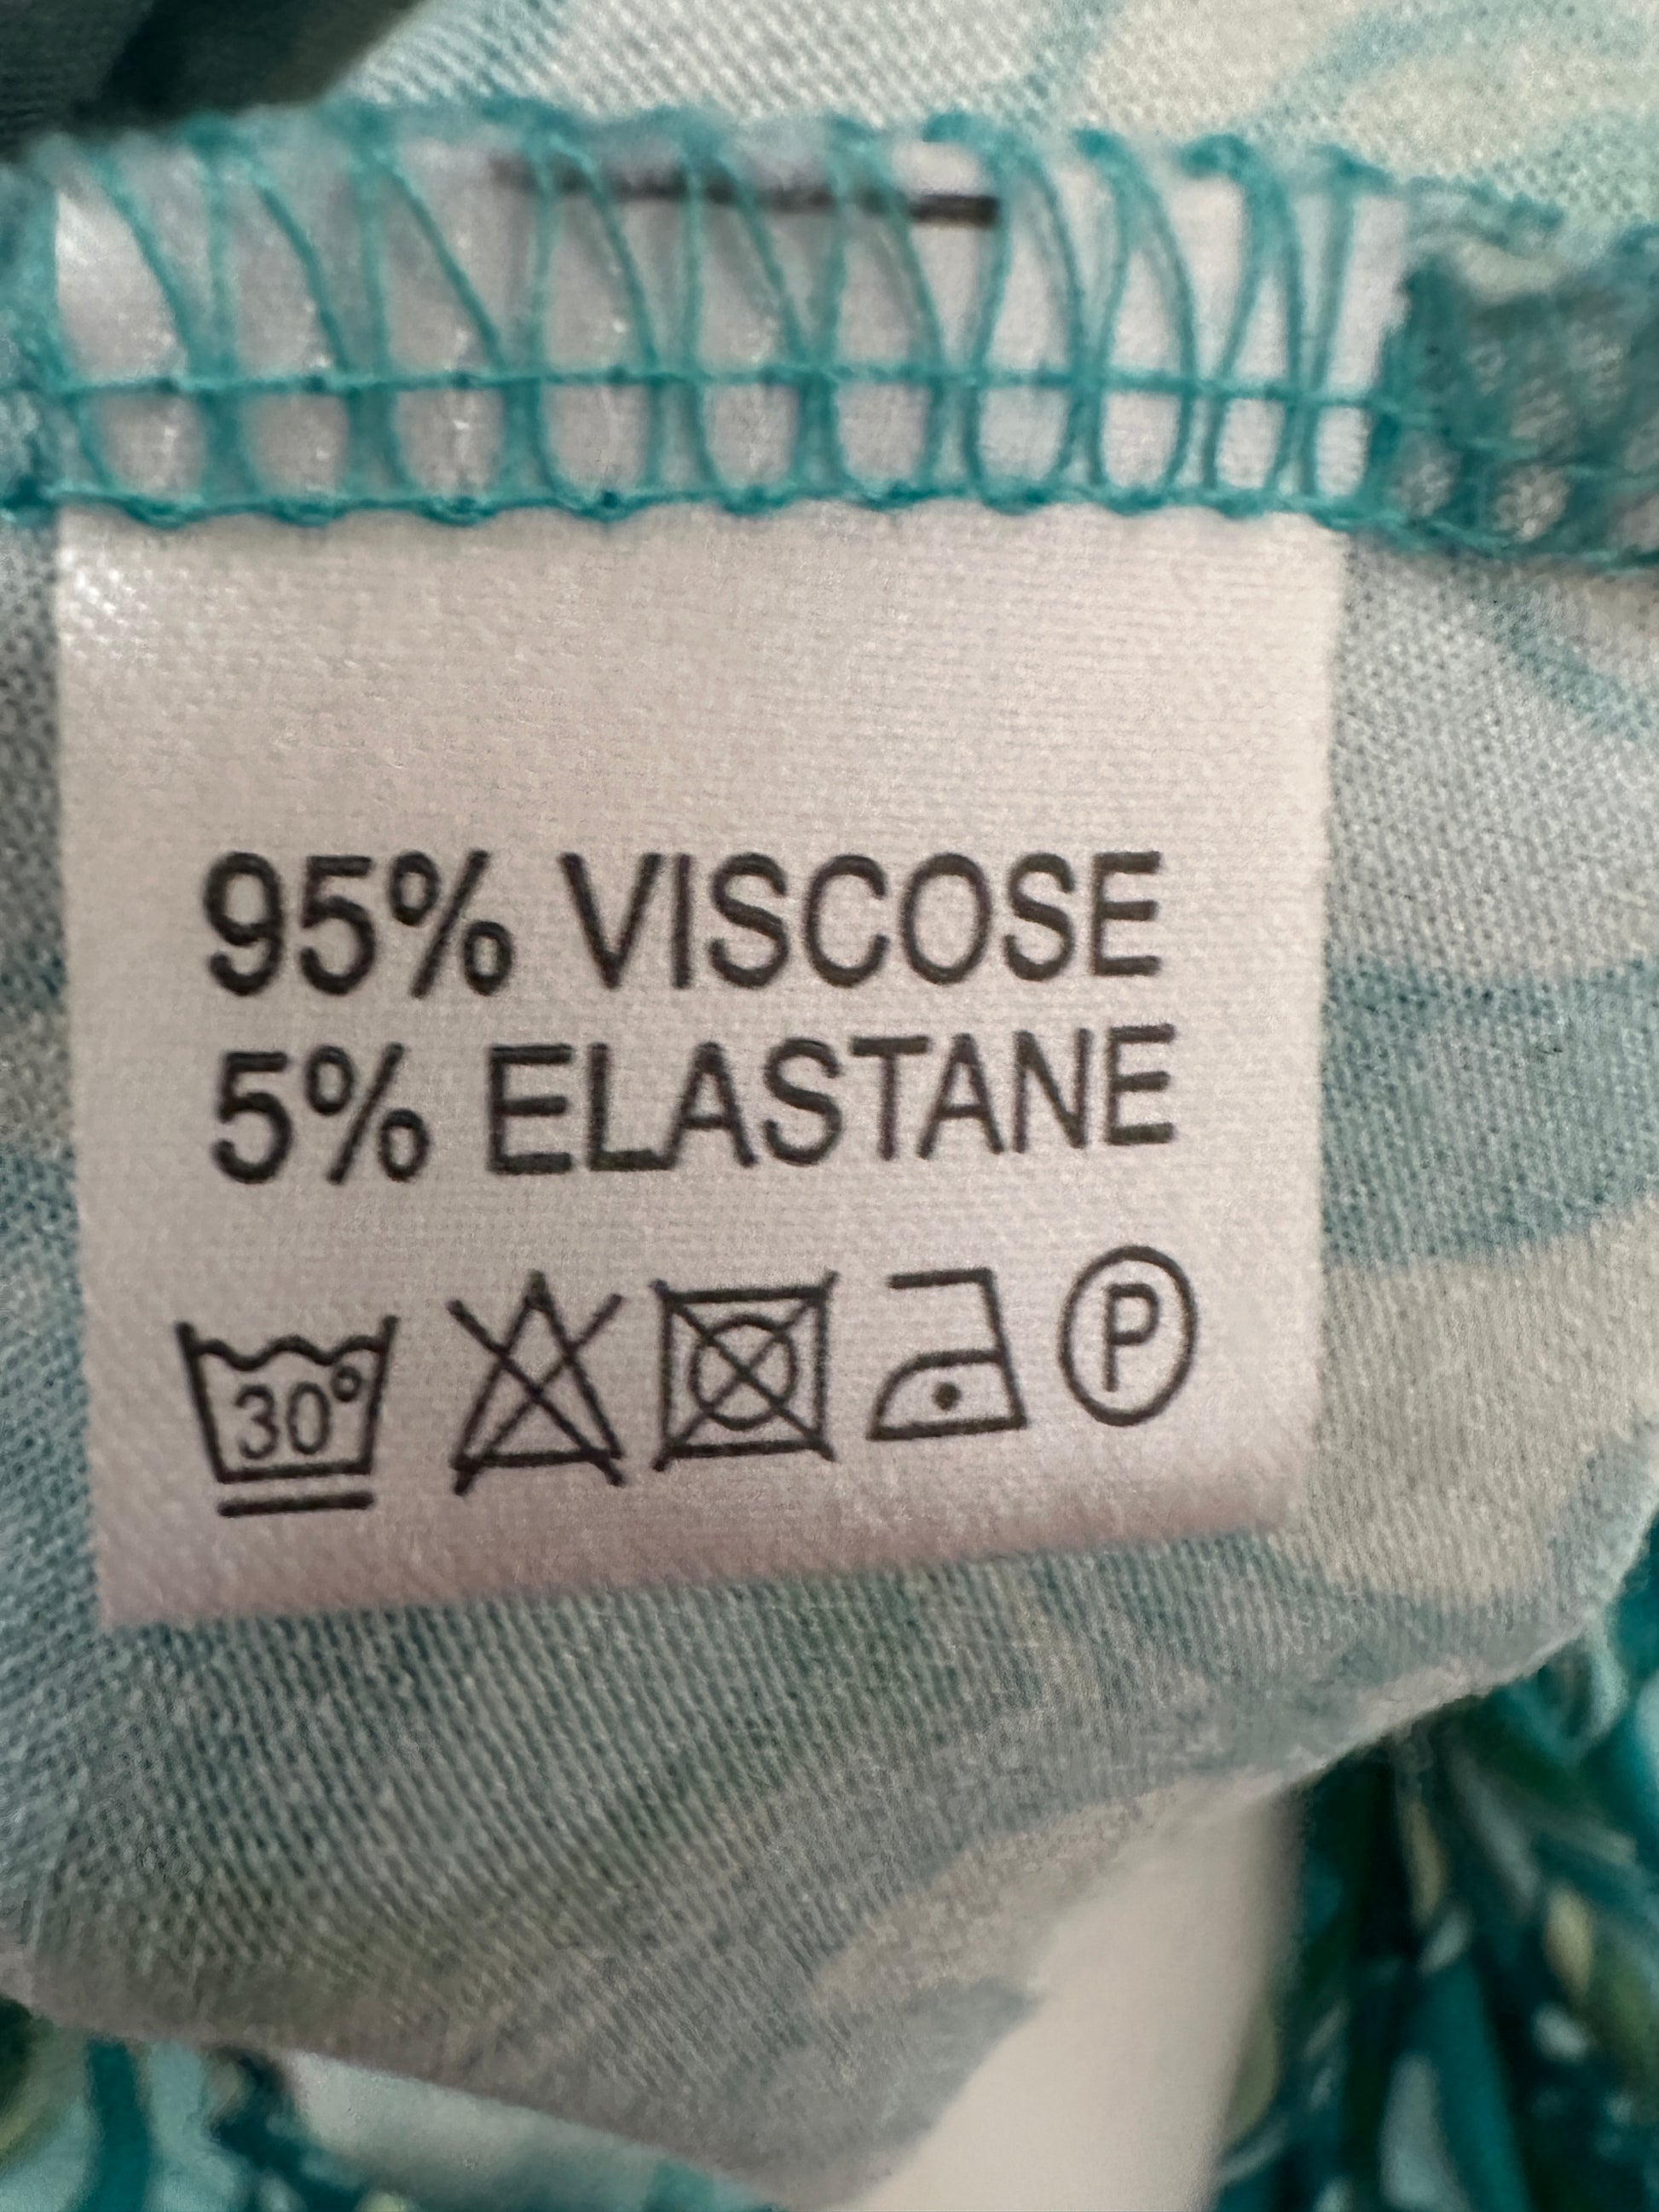 95% VISCOSE
5% ELASTANE
30° P